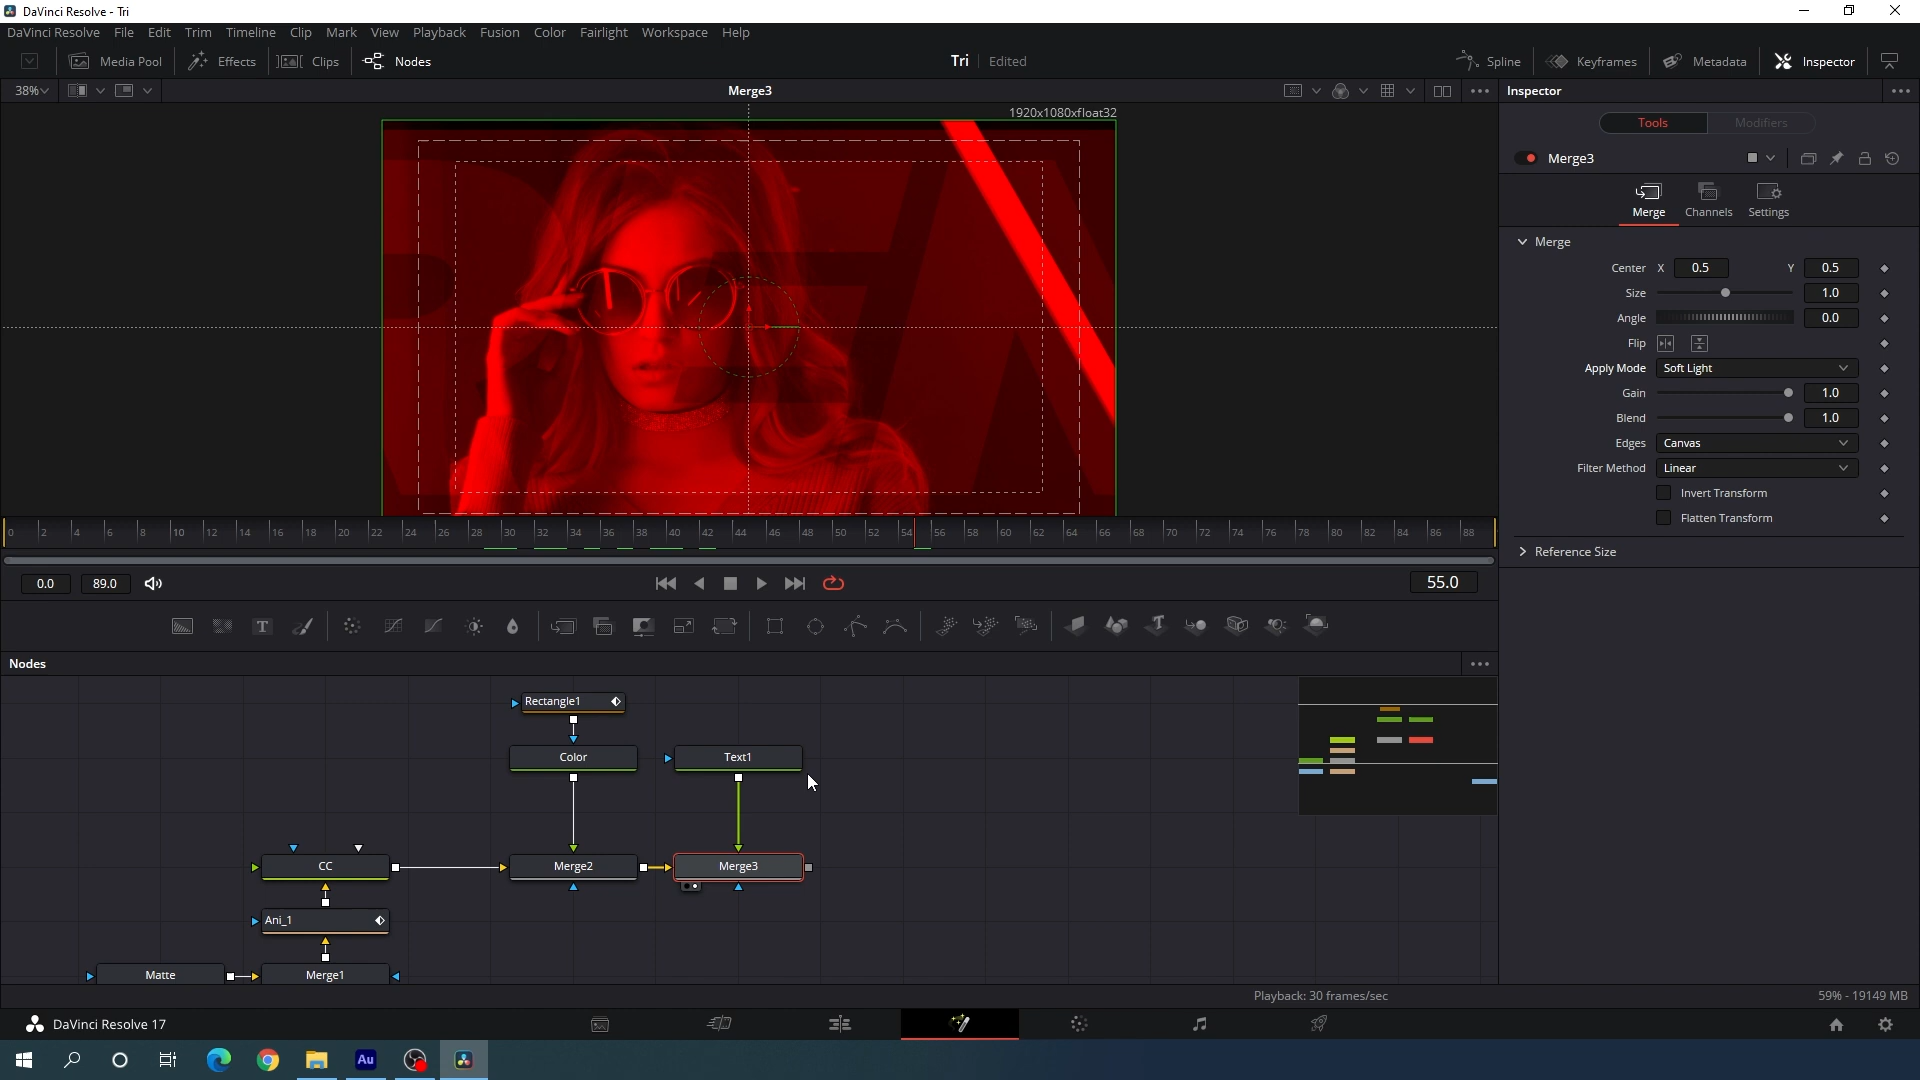 DaVinci Resolve - Tri
DaVinci Resolve File Edit Trim Timeline Clip Mark View Playback Fusion Color Fairlight Workspace Help
Media Pool Effects Clips Nodes Tri Edited Spline Keyframes Metadata Inspector
38% Merge3 Inspector
1920x1080xfloat32
Tools Modifiers
Merge3
Merge Channels Settings
Merge
Center X 0.5 Y 0.5
Size 1.0
Angle 0.0
Flip
Apply Mode Soft Light
Gain 1.0
Blend 1.0
Edges Canvas
Filter Method Linear
Invert Transform
Flatten Transform
Reference Size
0 2 4 6 8 10 12 14 16 18 20 22 24 26 28 30 32 34 36 38 40 42 44 46 48 50 52 54 56 58 60 62 64 66 68 70 72 74 76 78 80 82 84 86 88
0.0 89.0 55.0
Nodes
Rectangle1
Color Text1
CC Merge2 Merge3
Ani_1
Matte Merge1
Playback: 30 frames/sec 59% - 19149 MB
DaVinci Resolve 17
Au